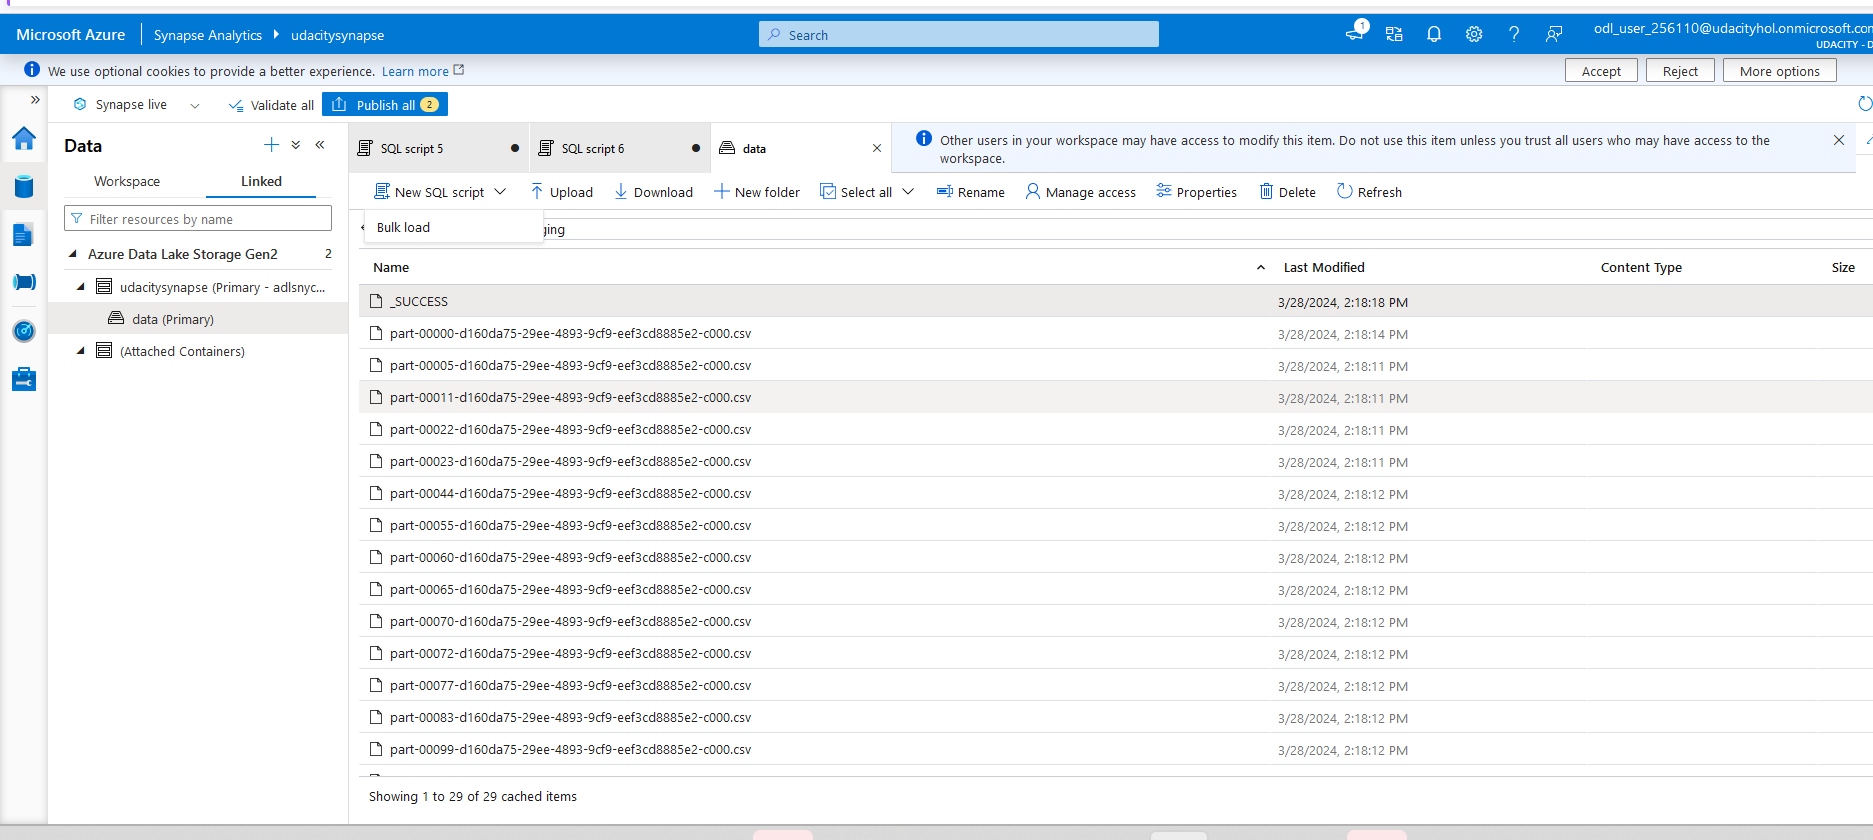 Microsoft Azure
Synapse Analytics
udacitysynapse
Search
1
odl_user_256110@udacityhol.onmicrosoft.con
UDACITY - D
We use optional cookies to provide a better experience. Learn more
Accept
Reject
More options
Synapse live
Validate all
Publish all 2
Data
Workspace
Linked
Filter resources by name
Azure Data Lake Storage Gen2 2
udacitysynapse (Primary - adlsnyc...
data (Primary)
(Attached Containers)
SQL script 5
SQL script 6
data
Other users in your workspace may have access to modify this item. Do not use this item unless you trust all users who may have access to the
workspace.
New SQL script
Upload
Download
New folder
Select all
Rename
Manage access
Properties
Delete
Refresh
Bulk load
ging
Name Last Modified Content Type Size
_SUCCESS 3/28/2024, 2:18:18 PM
part-00000-d160da75-29ee-4893-9cf9-eef3cd8885e2-c000.csv 3/28/2024, 2:18:14 PM
part-00005-d160da75-29ee-4893-9cf9-eef3cd8885e2-c000.csv 3/28/2024, 2:18:11 PM
part-00011-d160da75-29ee-4893-9cf9-eef3cd8885e2-c000.csv 3/28/2024, 2:18:11 PM
part-00022-d160da75-29ee-4893-9cf9-eef3cd8885e2-c000.csv 3/28/2024, 2:18:11 PM
part-00023-d160da75-29ee-4893-9cf9-eef3cd8885e2-c000.csv 3/28/2024, 2:18:11 PM
part-00044-d160da75-29ee-4893-9cf9-eef3cd8885e2-c000.csv 3/28/2024, 2:18:12 PM
part-00055-d160da75-29ee-4893-9cf9-eef3cd8885e2-c000.csv 3/28/2024, 2:18:12 PM
part-00060-d160da75-29ee-4893-9cf9-eef3cd8885e2-c000.csv 3/28/2024, 2:18:12 PM
part-00065-d160da75-29ee-4893-9cf9-eef3cd8885e2-c000.csv 3/28/2024, 2:18:12 PM
part-00070-d160da75-29ee-4893-9cf9-eef3cd8885e2-c000.csv 3/28/2024, 2:18:12 PM
part-00072-d160da75-29ee-4893-9cf9-eef3cd8885e2-c000.csv 3/28/2024, 2:18:12 PM
part-00077-d160da75-29ee-4893-9cf9-eef3cd8885e2-c000.csv 3/28/2024, 2:18:12 PM
part-00083-d160da75-29ee-4893-9cf9-eef3cd8885e2-c000.csv 3/28/2024, 2:18:12 PM
part-00099-d160da75-29ee-4893-9cf9-eef3cd8885e2-c000.csv 3/28/2024, 2:18:12 PM
Showing 1 to 29 of 29 cached items